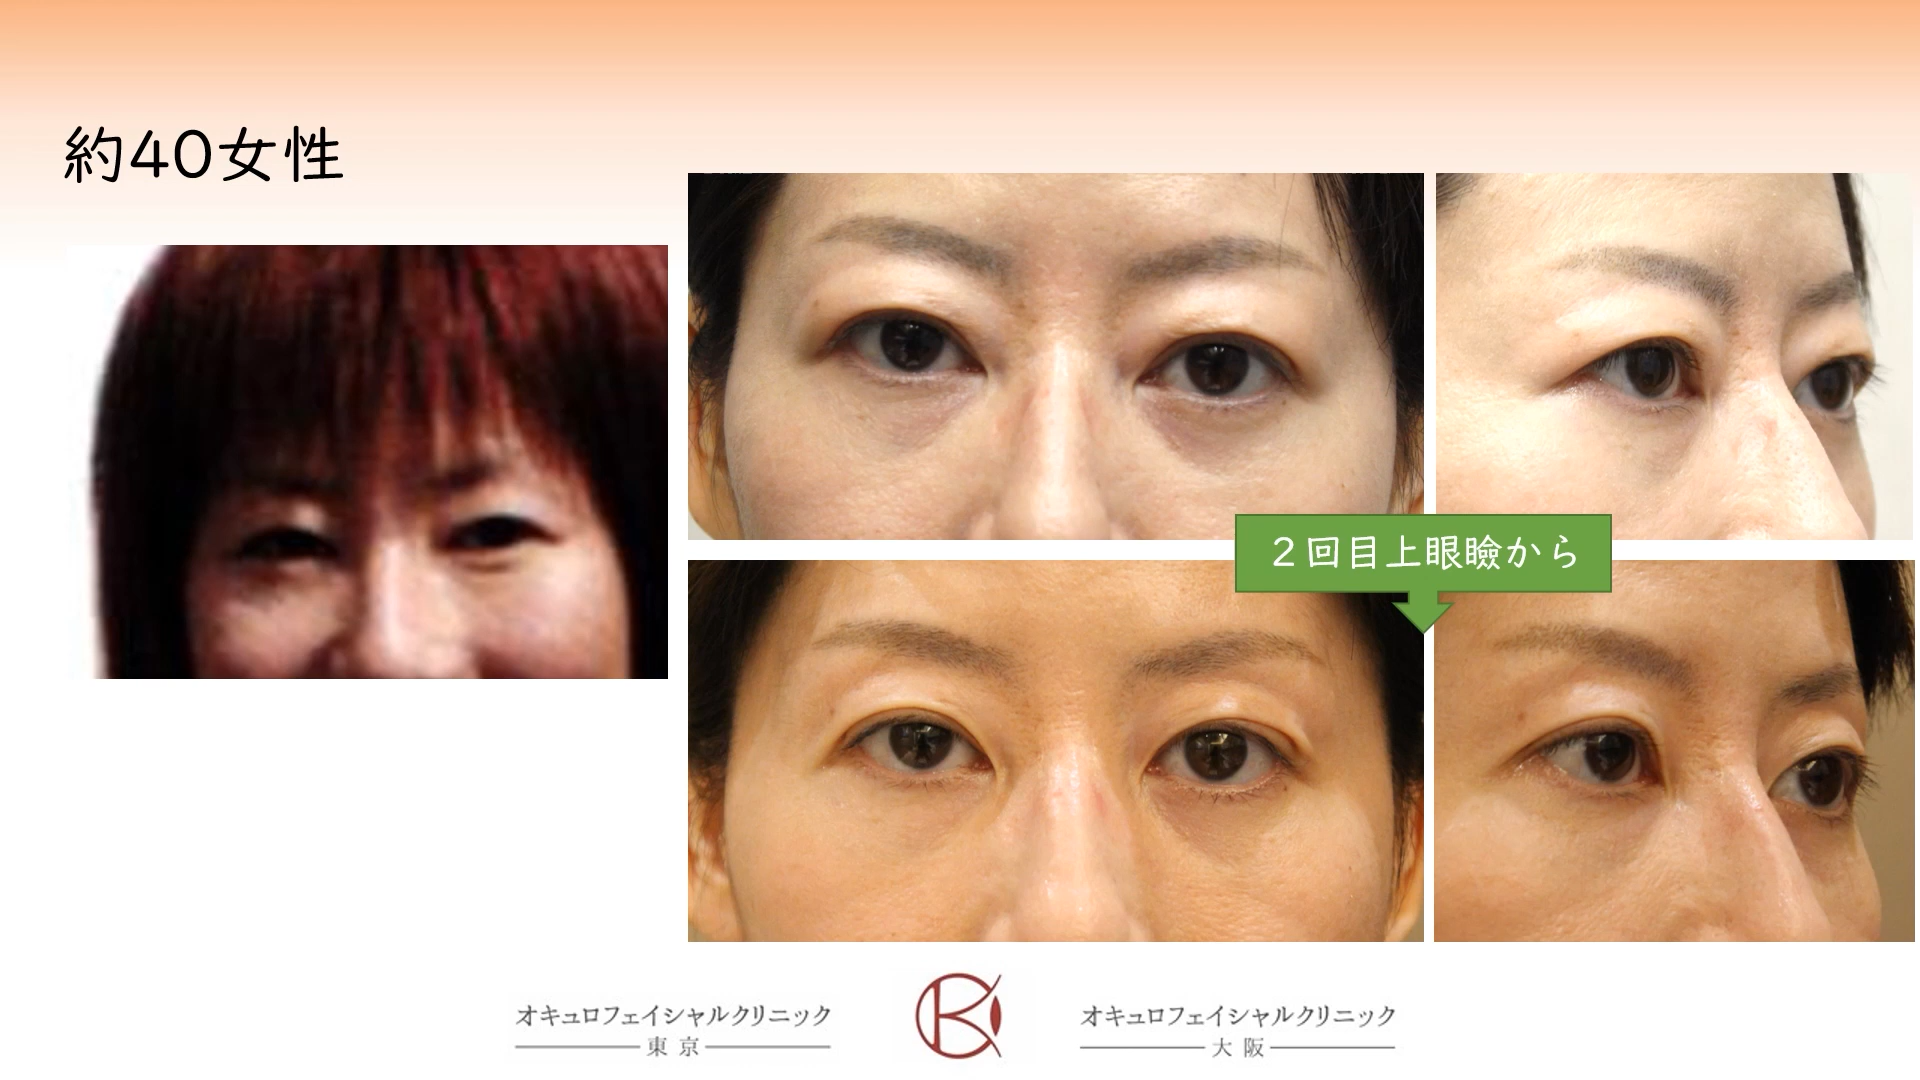 約40女性
２回目上眼瞼から
オキュロフェイシャルクリニック
東京
オキュロフェイシャルクリニック
大阪